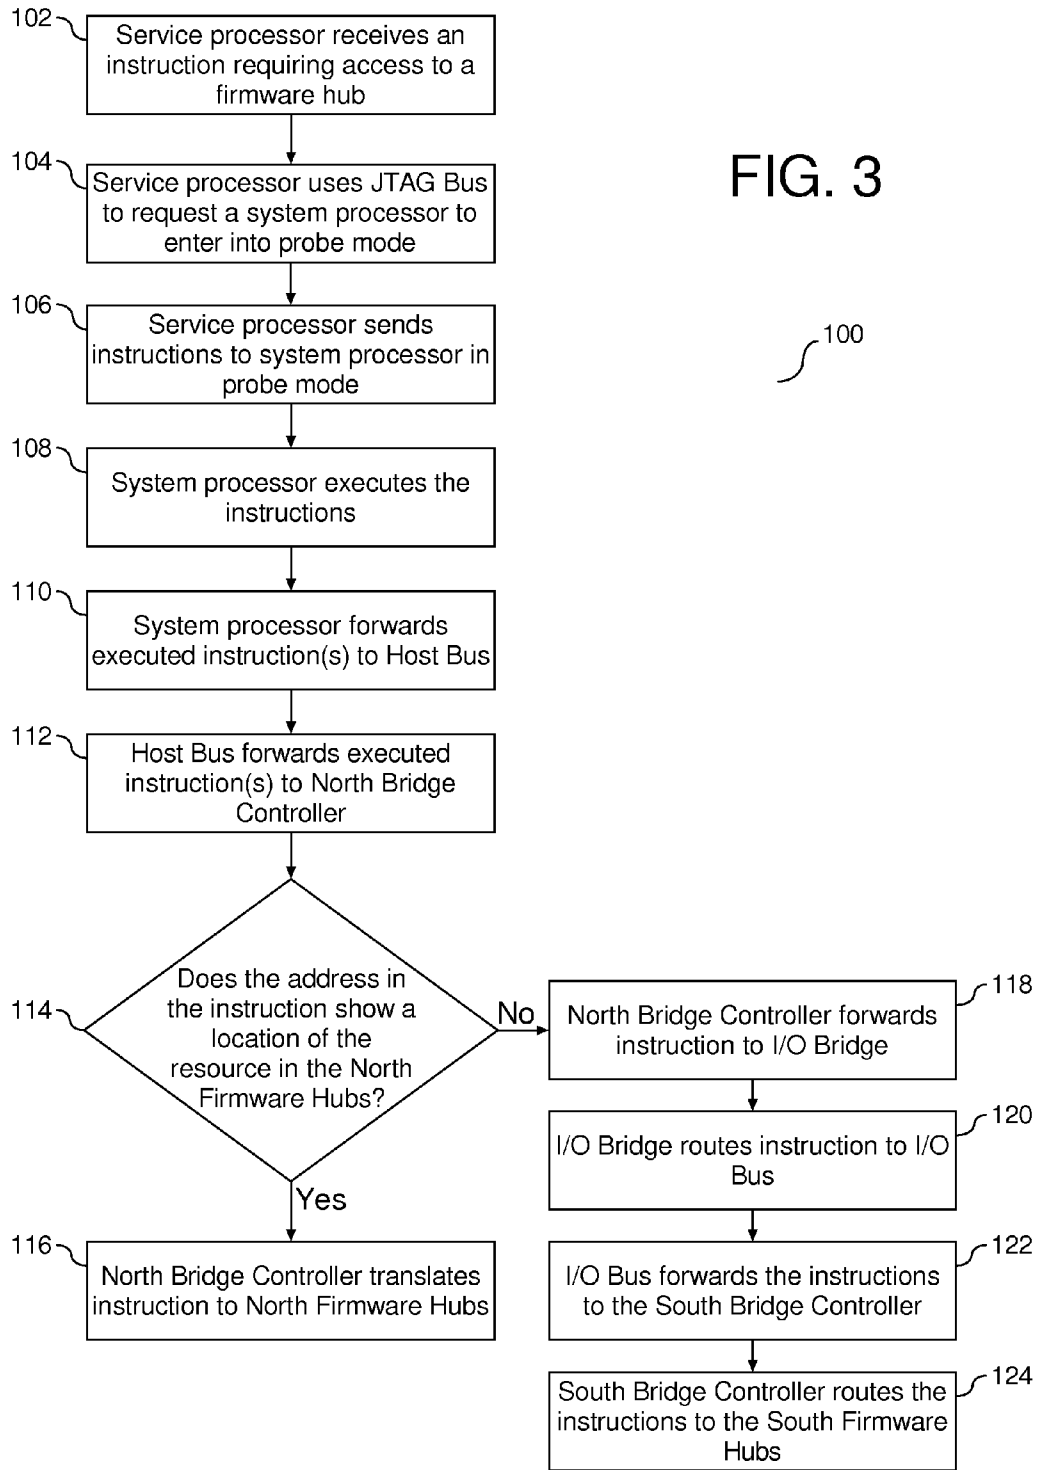 102
Service processor receives an
instruction requiring access to a
firmware hub
104
Service processor uses JTAG Bus
to request a system processor to
enter into probe mode
FIG. 3
106
Service processor sends
instructions to system processor in
probe mode
100
108
System processor executes the
instructions
110
System processor forwards
executed instruction(s) to Host Bus
112
Host Bus forwards executed
instruction(s) to North Bridge
Controller
114
Does the address in
the instruction show a
location of the
resource in the North
Firmware Hubs?
No
Yes
116
North Bridge Controller translates
instruction to North Firmware Hubs
118
North Bridge Controller forwards
instruction to I/O Bridge
120
I/O Bridge routes instruction to I/O
Bus
122
I/O Bus forwards the instructions
to the South Bridge Controller
124
South Bridge Controller routes the
instructions to the South Firmware
Hubs